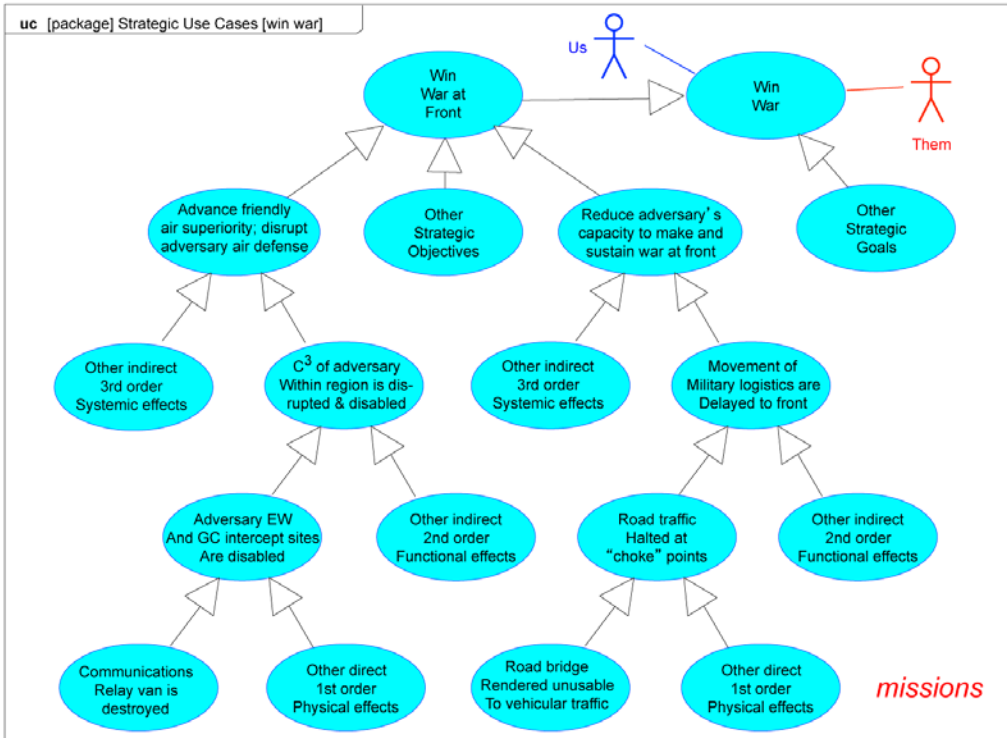 uc [package] Strategic Use Cases [win war]
Us
Win
War at
Front
Win
War
Them
Advance friendly
air superiority; disrupt
adversary air defense
Other
Strategic
Objectives
Reduce adversary's
capacity to make and
sustain war at front
Other
Strategic
Goals
Other indirect
3rd order
Systemic effects
C³ of adversary
Within region is dis-
rupted & disabled
Other indirect
3rd order
Systemic effects
Movement of
Military logistics are
Delayed to front
Adversary EW
And GC intercept sites
Are disabled
Other indirect
2nd order
Functional effects
Road traffic
Halted at
“choke” points
Other indirect
2nd order
Functional effects
Communications
Relay van is
destroyed
Other direct
1st order
Physical effects
Road bridge
Rendered unusable
To vehicular traffic
Other direct
1st order
Physical effects
missions